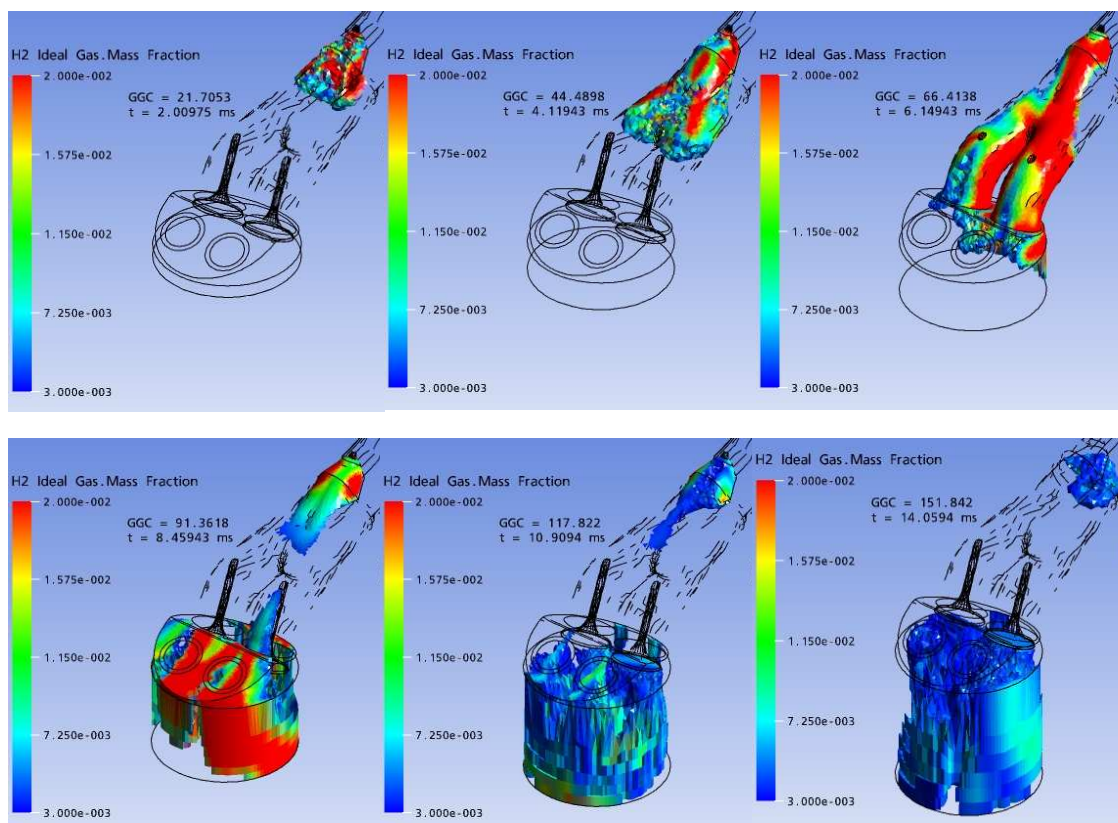 H2 Ideal Gas.Mass Fraction
2.000e-002
GGC = 21.7053
t = 2.00975 ms
1.575e-002
1.150e-002
7.250e-003
3.000e-003
H2 Ideal Gas.Mass Fraction
2.000e-002
GGC = 44.4898
t = 4.11943 ms
1.575e-002
1.150e-002
7.250e-003
3.000e-003
H2 Ideal Gas.Mass Fraction
2.000e-002
GGC = 66.4138
t = 6.14943 ms
1.575e-002
1.150e-002
7.250e-003
3.000e-003
H2 Ideal Gas.Mass Fraction
2.000e-002
GGC = 91.3618
t = 8.45943 ms
1.575e-002
1.150e-002
7.250e-003
3.000e-003
H2 Ideal Gas.Mass Fraction
2.000e-002
GGC = 117.822
t = 10.9094 ms
1.575e-002
1.150e-002
7.250e-003
3.000e-003
H2 Ideal Gas.Mass Fraction
2.000e-002
GGC = 151.842
t = 14.0594 ms
1.575e-002
1.150e-002
7.250e-003
3.000e-003